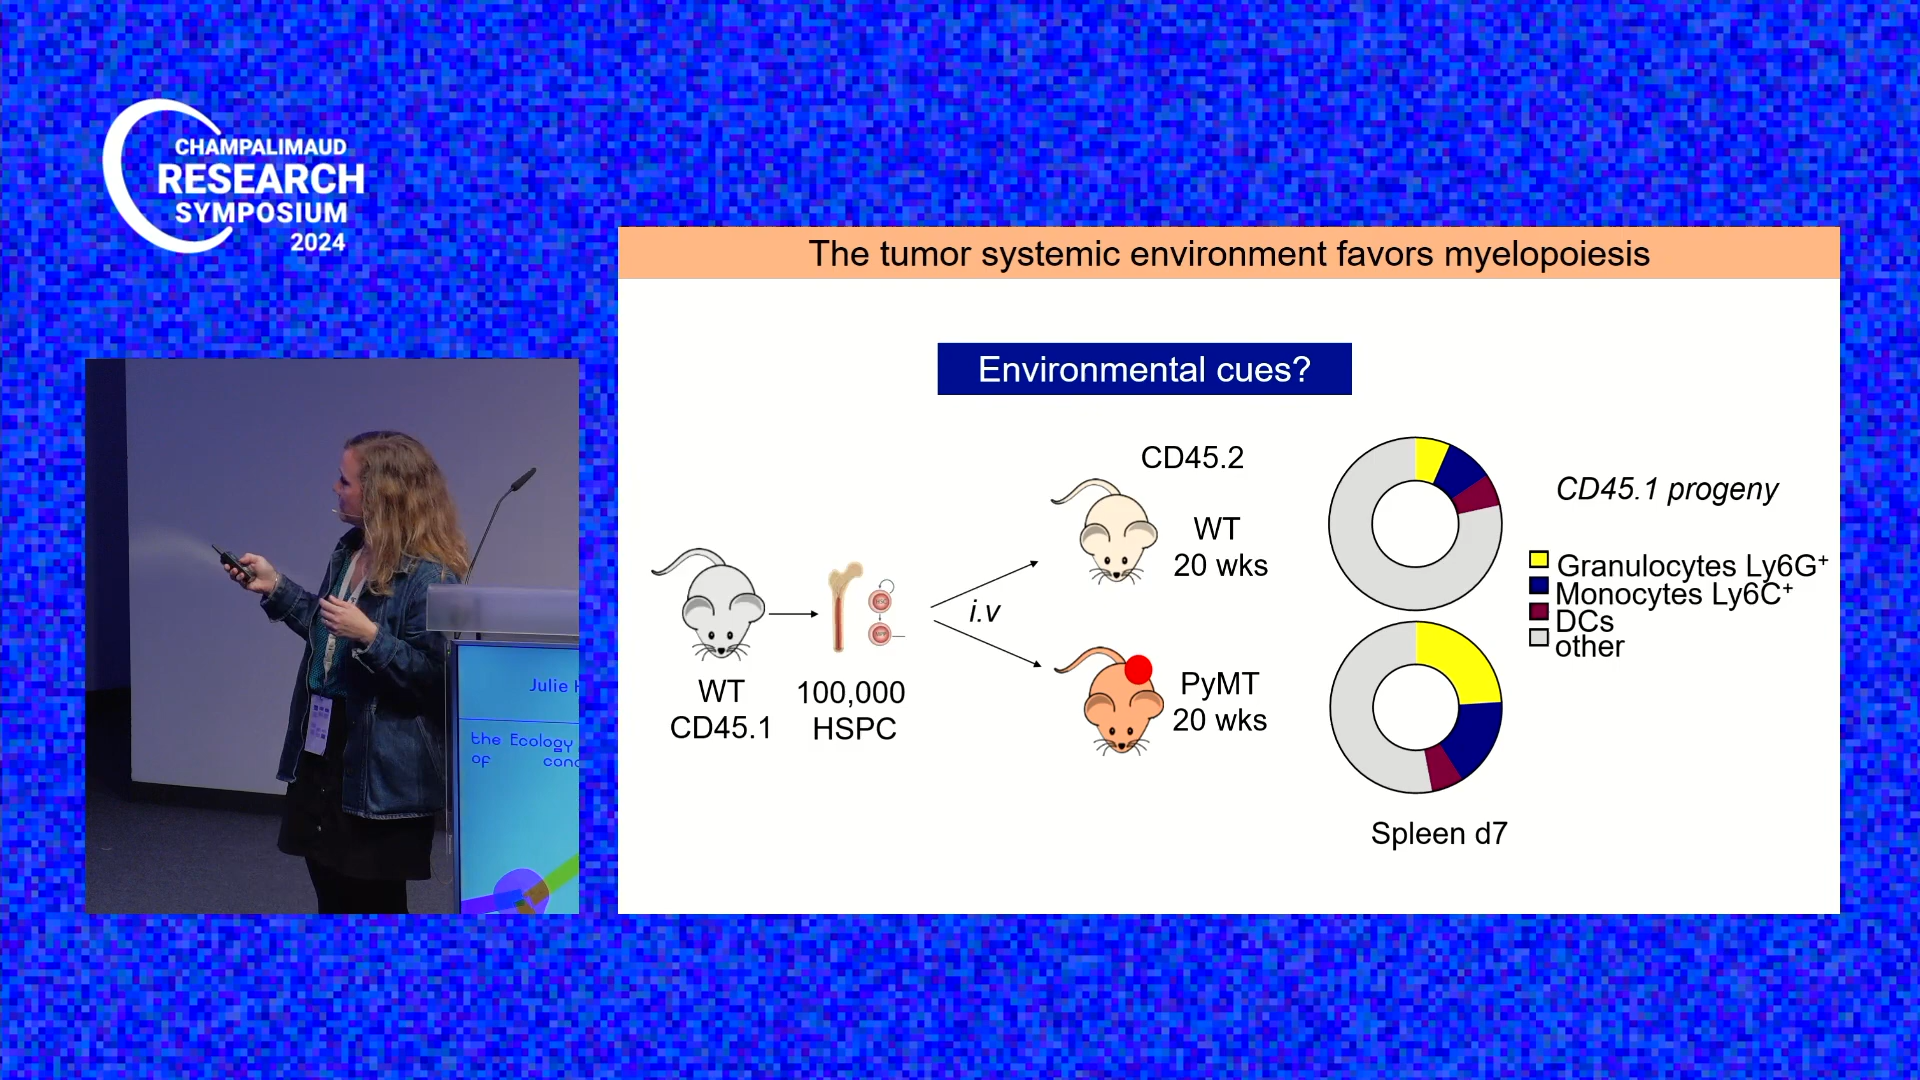 CHAMPALIMAUD
RESEARCH
SYMPOSIUM
2024
The tumor systemic environment favors myelopoiesis
Environmental cues?
CD45.2
WT
20 wks
i.v
PyMT
20 wks
WT
CD45.1
100,000
HSPC
CD45.1 progeny
Granulocytes Ly6G⁺
Monocytes Ly6C⁺
DCs
other
Spleen d7
Julie
the Ecology
of